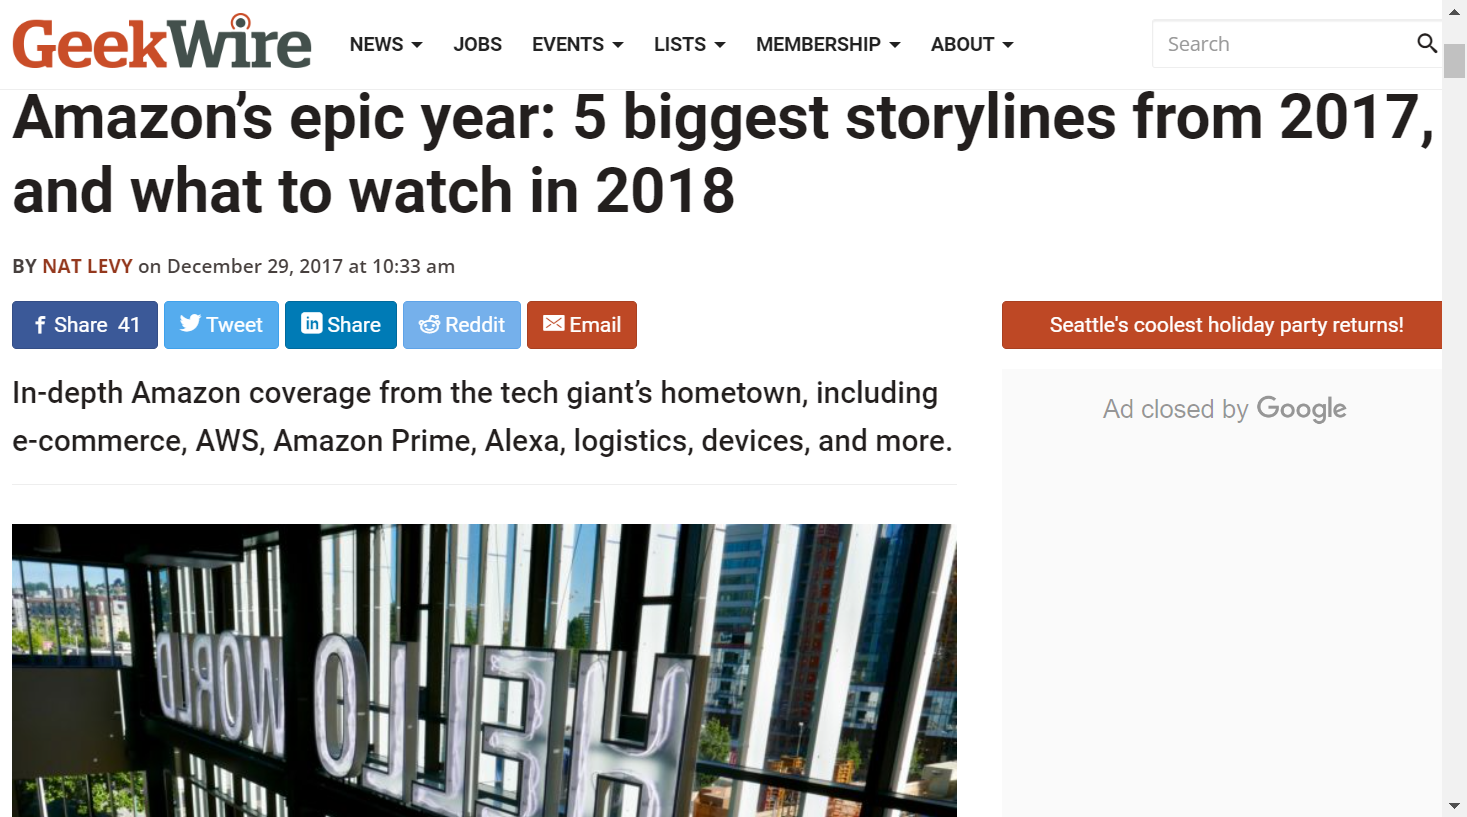 GeekWire
NEWS
JOBS
EVENTS
LISTS
MEMBERSHIP
ABOUT
Search
Amazon’s epic year: 5 biggest storylines from 2017,
and what to watch in 2018
BY NAT LEVY on December 29, 2017 at 10:33 am
Share 41
Tweet
in Share
Reddit
Email
Seattle's coolest holiday party returns!
In-depth Amazon coverage from the tech giant’s hometown, including
e-commerce, AWS, Amazon Prime, Alexa, logistics, devices, and more.
Ad closed by Google
HELLO WORLD